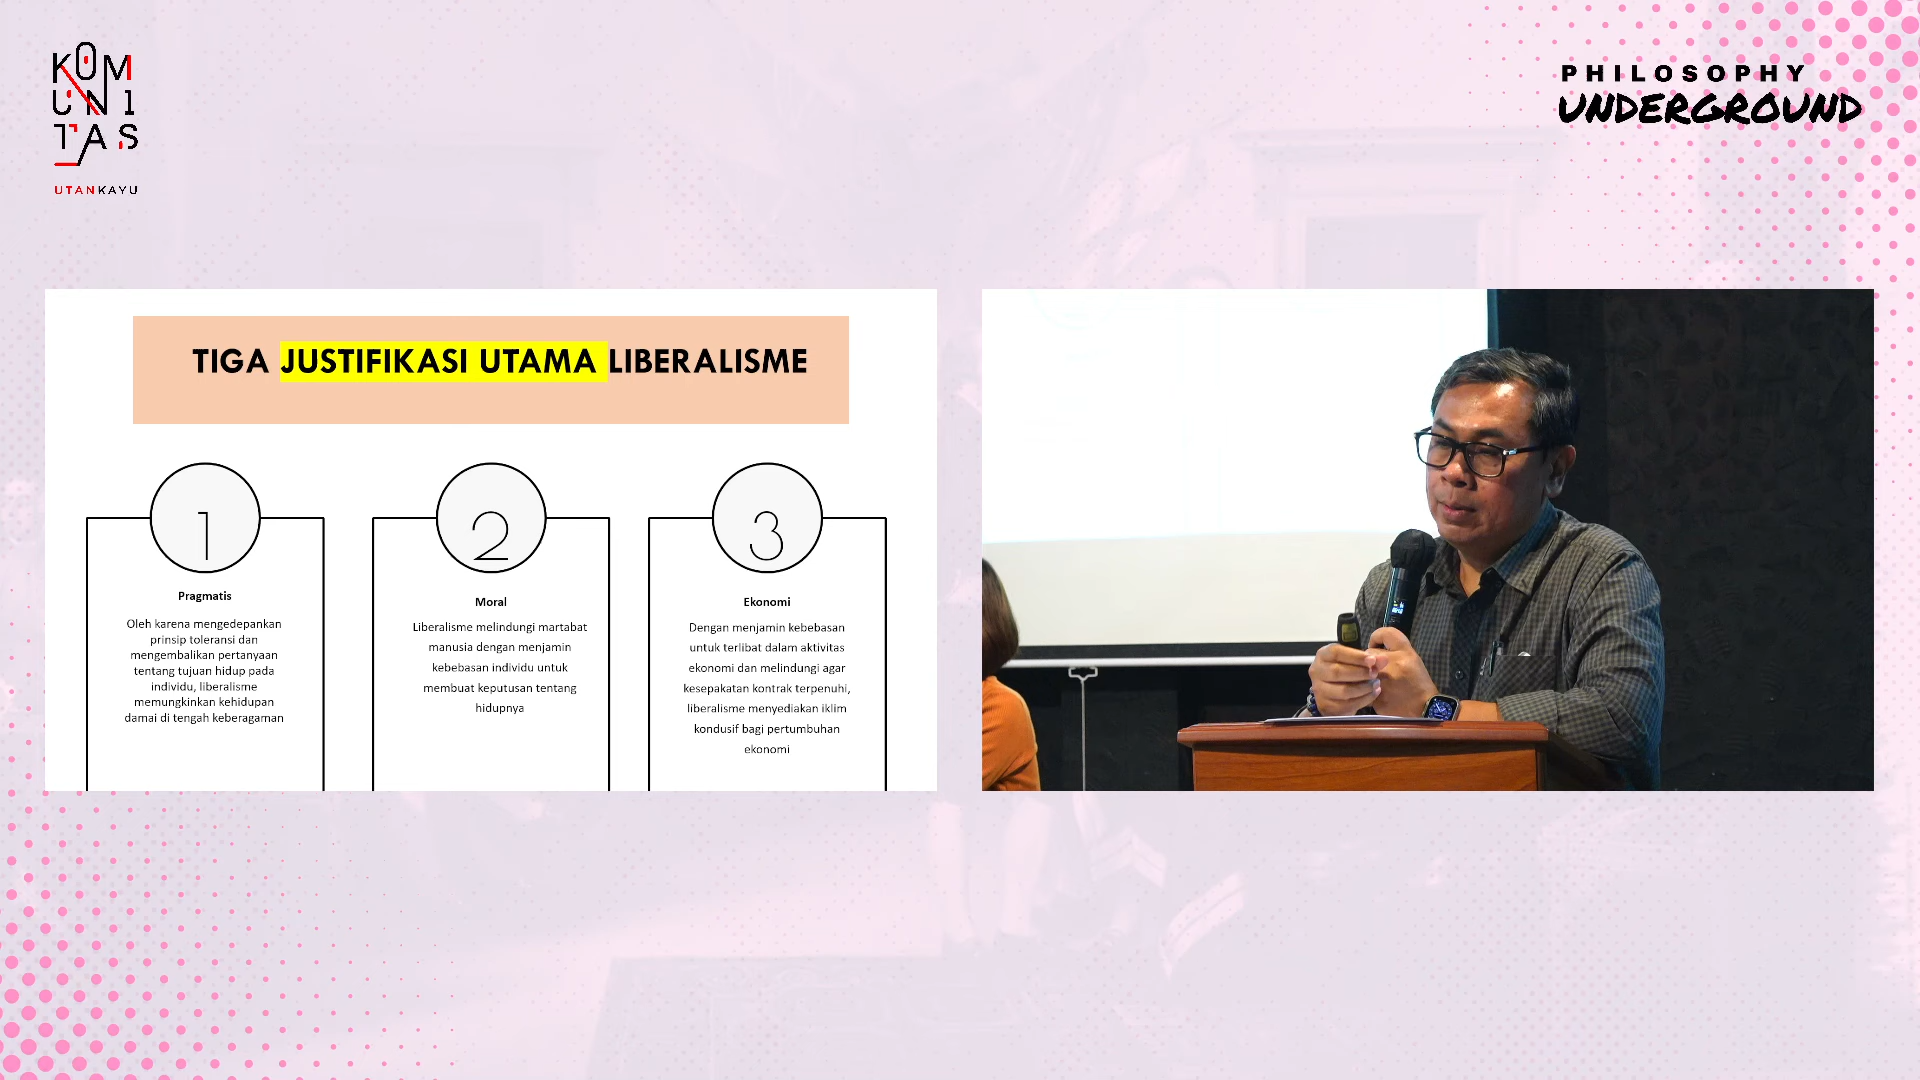 KOM
UNI
TAS
UTANKAYU
PHILOSOPHY
UNDERGROUND
TIGA JUSTIFIKASI UTAMA LIBERALISME
1
Pragmatis
Oleh karena mengedepankan
prinsip toleransi dan
mengembalikan pertanyaan
tentang tujuan hidup pada
individu, liberalisme
memungkinkan kehidupan
damai di tengah keberagaman
2
Moral
Liberalisme melindungi martabat
manusia dengan menjamin
kebebasan individu untuk
membuat keputusan tentang
hidupnya
3
Ekonomi
Dengan menjamin kebebasan
untuk terlibat dalam aktivitas
ekonomi dan melindungi agar
kesepakatan kontrak terpenuhi,
liberalisme menyediakan iklim
kondusif bagi pertumbuhan
ekonomi